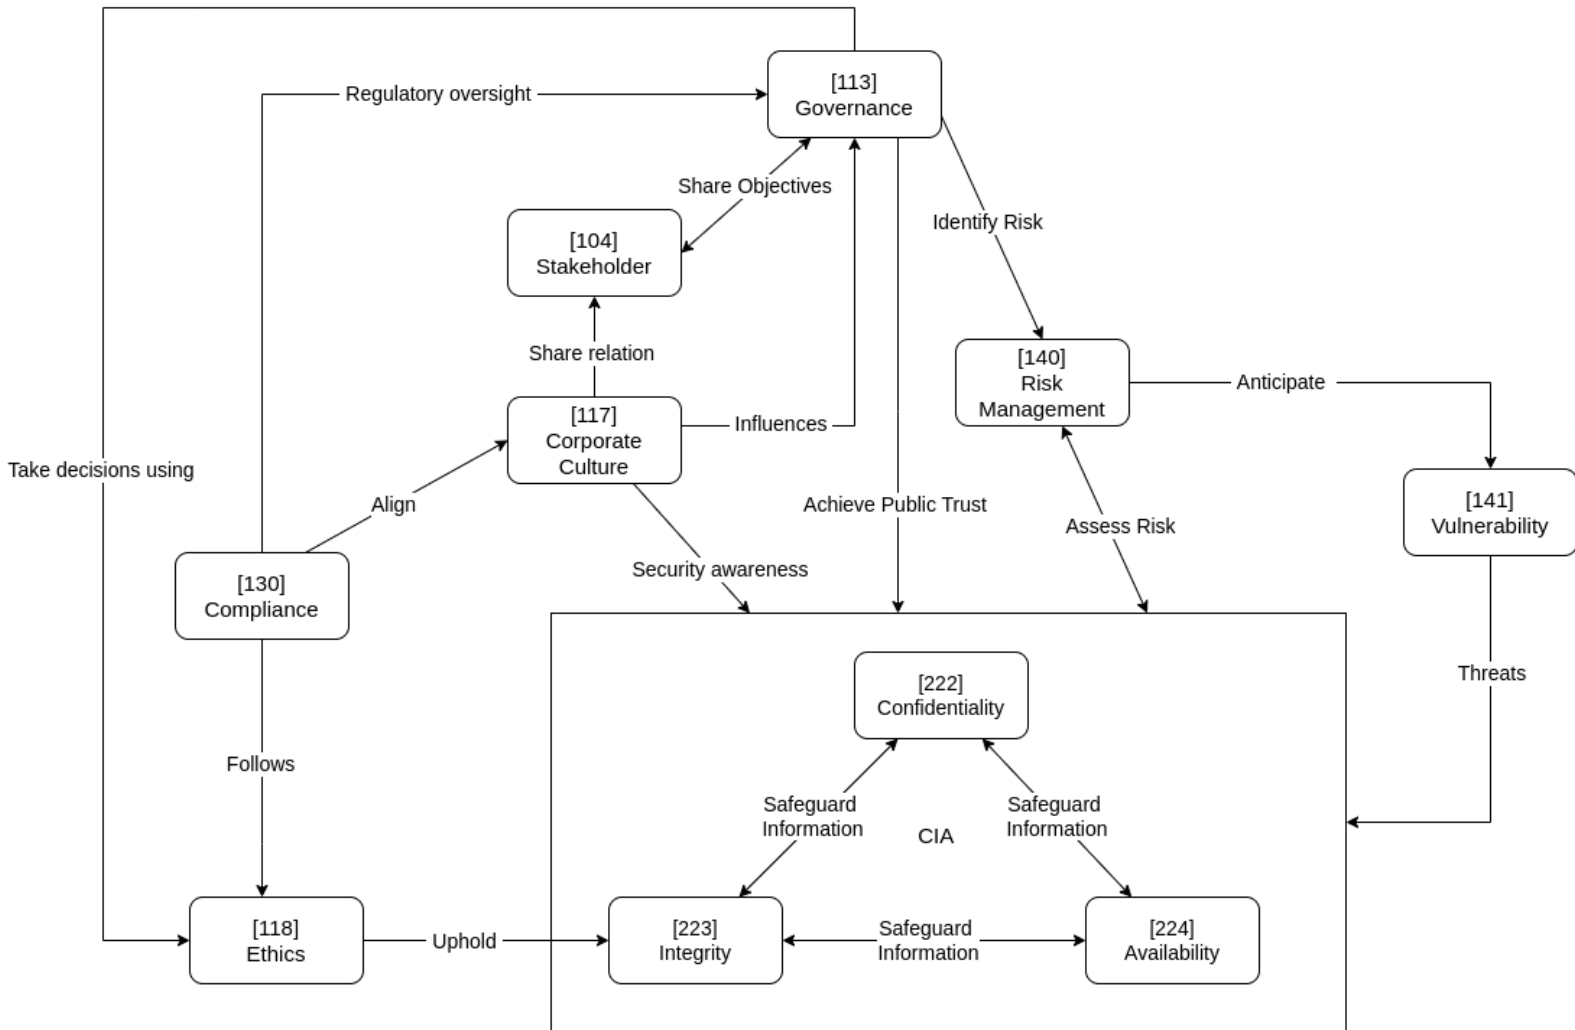 [113]
Governance
Regulatory oversight
Share Objectives
Identify Risk
[104]
Stakeholder
Share relation
[140]
Risk
Management
Anticipate
[117]
Corporate
Culture
Influences
Take decisions using
Align
Achieve Public Trust
Assess Risk
[141]
Vulnerability
Security awareness
[130]
Compliance
Threats
[222]
Confidentiality
Follows
Safeguard
Information
Safeguard
Information
CIA
[118]
Ethics
Uphold
[223]
Integrity
Safeguard
Information
[224]
Availability